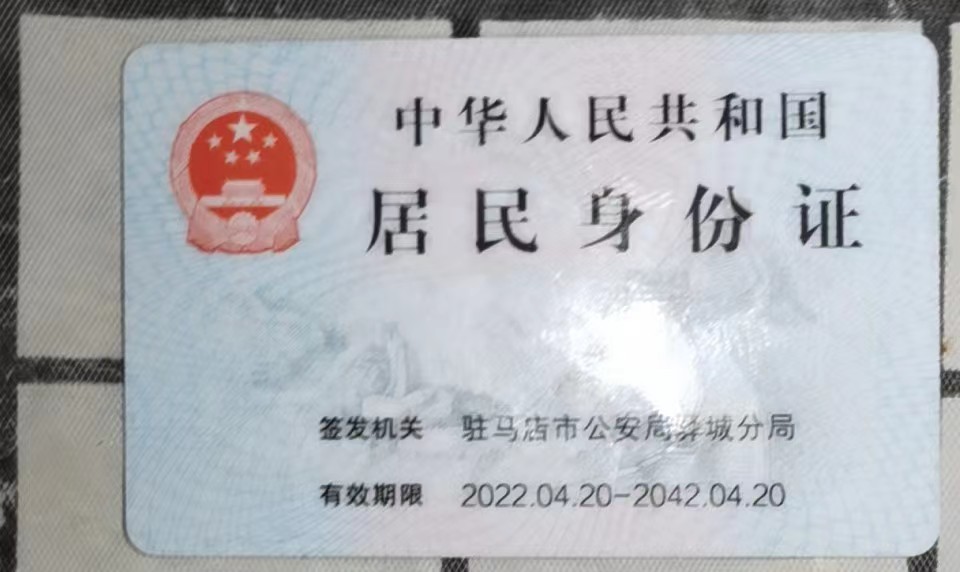 中华人民共和国
居民身份证
签发机关 驻马店市公安局驿城分局
有效期限 2022.04.20-2042.04.20